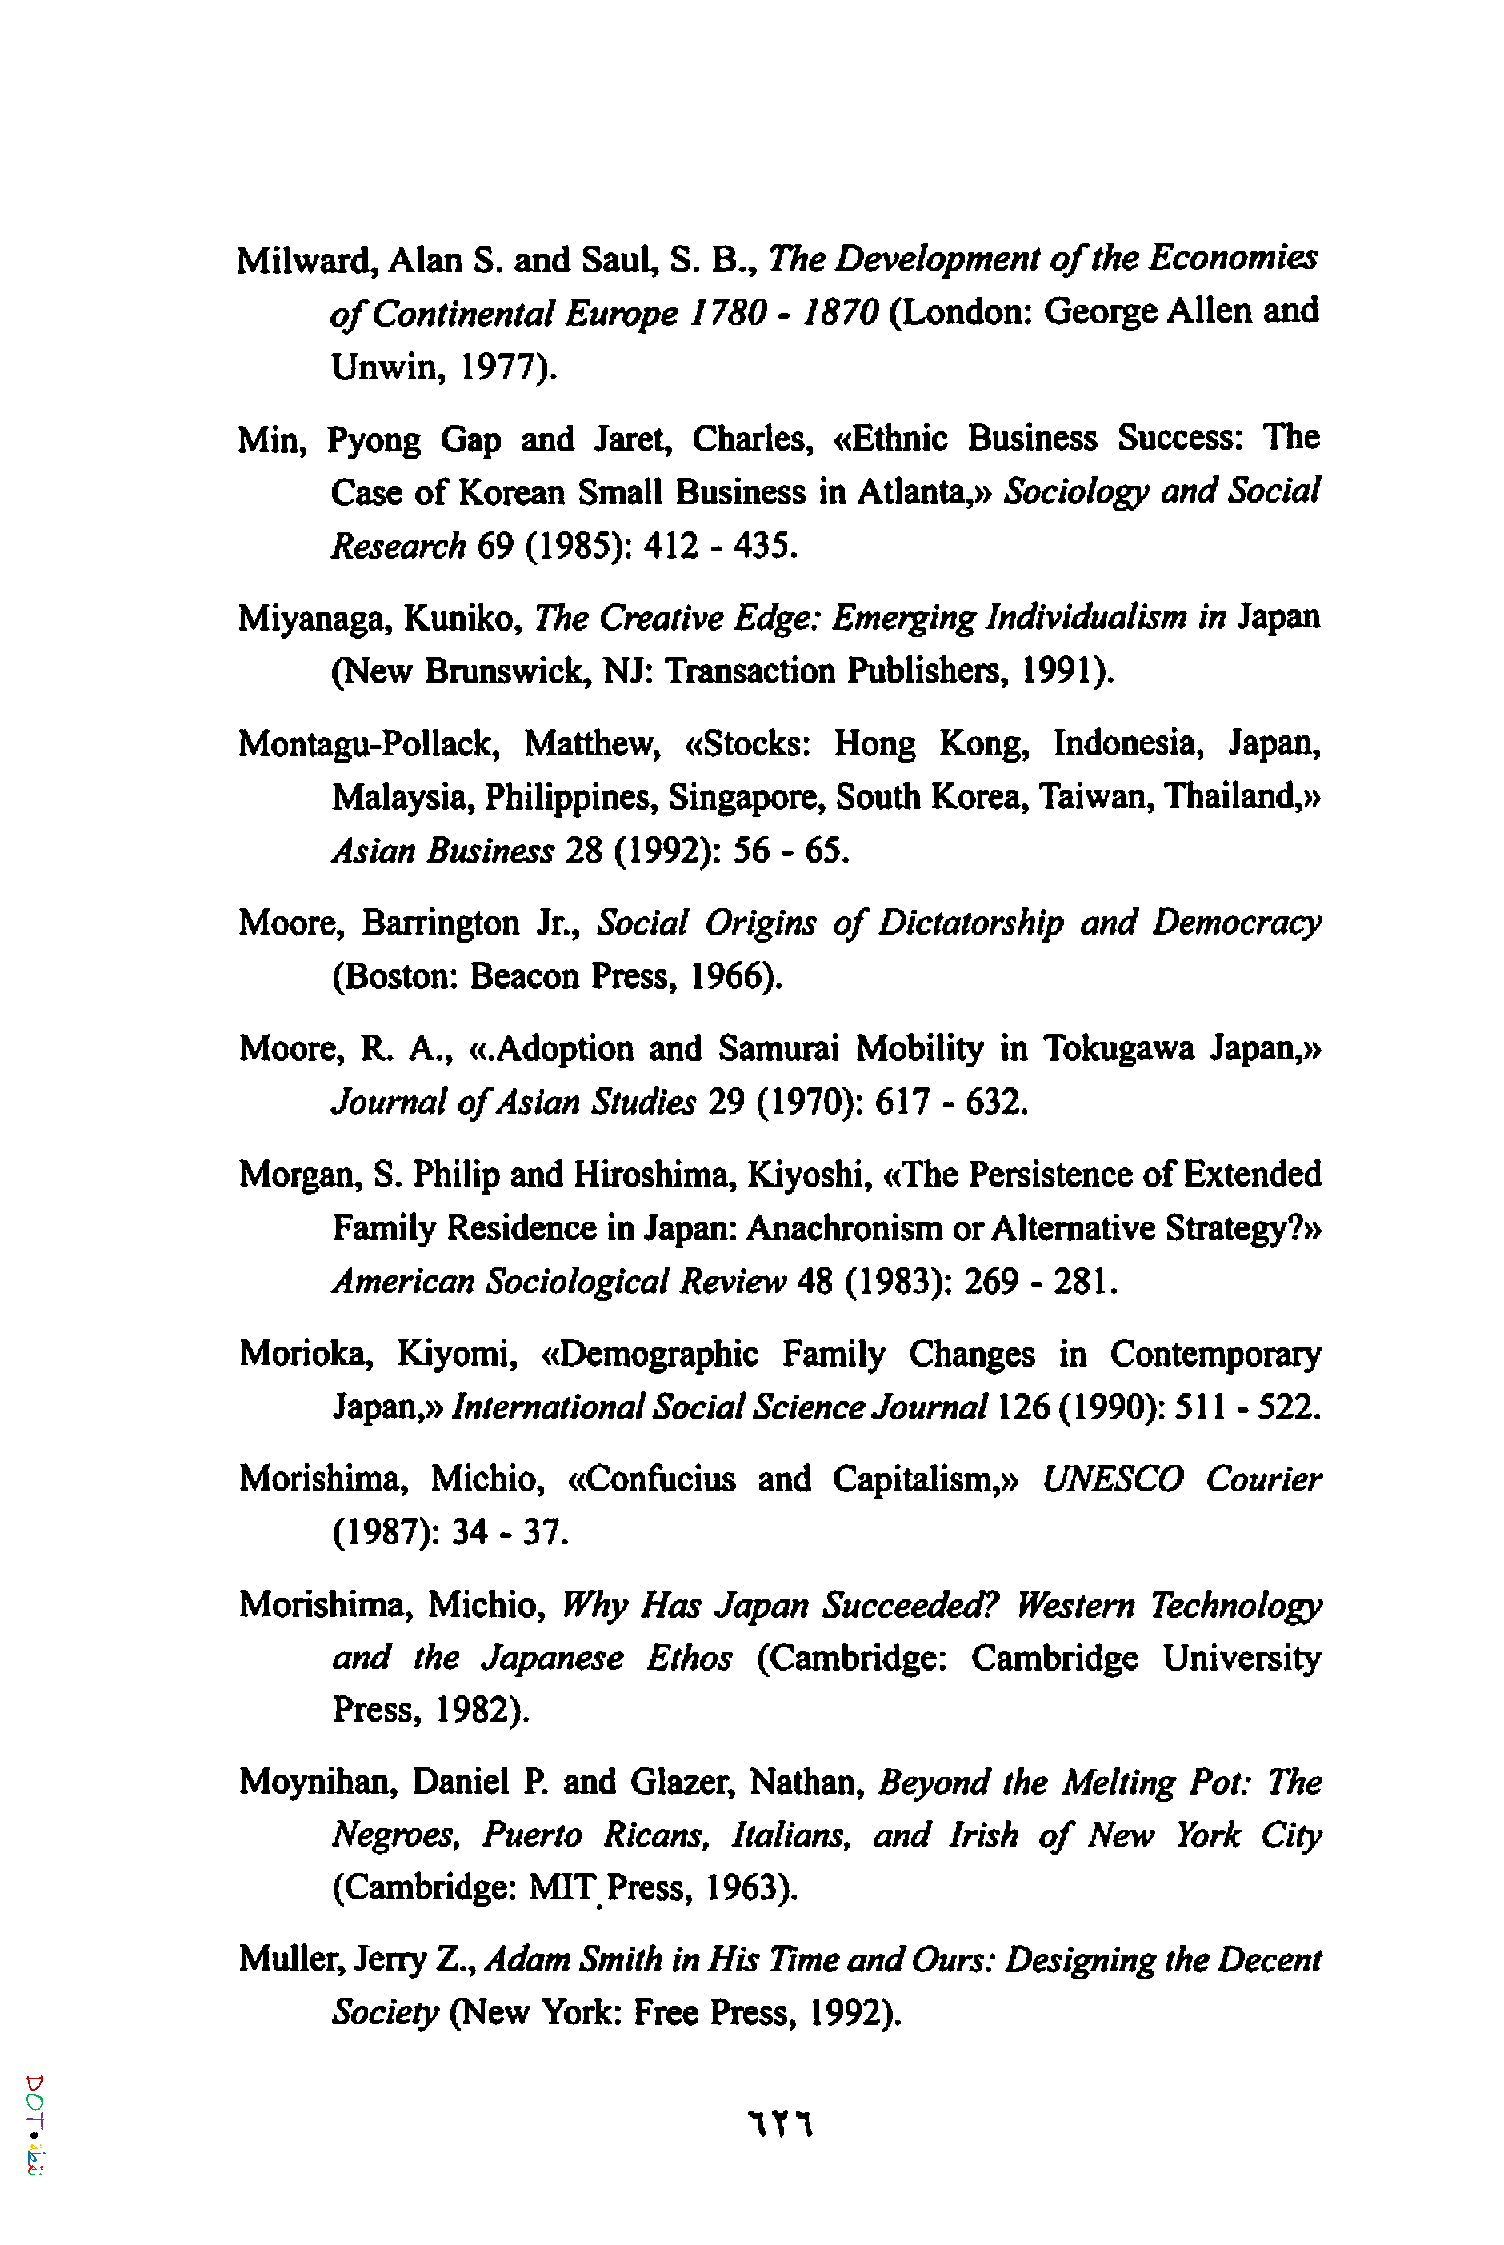 Milward, Alan S. and Saul, S. B., The Development of the Economies
of Continental Europe 1780 - 1870 (London: George Allen and
Unwin, 1977).
Min, Pyong Gap and Jaret, Charles, «Ethnic Business Success: The
Case of Korean Small Business in Atlanta,» Sociology and Social
Research 69 (1985): 412 - 435.
Miyanaga, Kuniko, The Creative Edge: Emerging Individualism in Japan
(New Brunswick, NJ: Transaction Publishers, 1991).
Montagu-Pollack, Matthew, «Stocks: Hong Kong, Indonesia, Japan,
Malaysia, Philippines, Singapore, South Korea, Taiwan, Thailand,»
Asian Business 28 (1992): 56 - 65.
Moore, Barrington Jr., Social Origins of Dictatorship and Democracy
(Boston: Beacon Press, 1966).
Moore, R. A., «.Adoption and Samurai Mobility in Tokugawa Japan,»
Journal of Asian Studies 29 (1970): 617 - 632.
Morgan, S. Philip and Hiroshima, Kiyoshi, «The Persistence of Extended
Family Residence in Japan: Anachronism or Alternative Strategy?»
American Sociological Review 48 (1983): 269 - 281.
Morioka, Kiyomi, «Demographic Family Changes in Contemporary
Japan,» International Social Science Journal 126 (1990): 511 - 522.
Morishima, Michio, «Confucius and Capitalism,» UNESCO Courier
(1987): 34 - 37.
Morishima, Michio, Why Has Japan Succeeded? Western Technology
and the Japanese Ethos (Cambridge: Cambridge University
Press, 1982).
Moynihan, Daniel P. and Glazer, Nathan, Beyond the Melting Pot: The
Negroes, Puerto Ricans, Italians, and Irish of New York City
(Cambridge: MIT Press, 1963).
Muller, Jerry Z., Adam Smith in His Time and Ours: Designing the Decent
Society (New York: Free Press, 1992).
٦٢٦
DOT